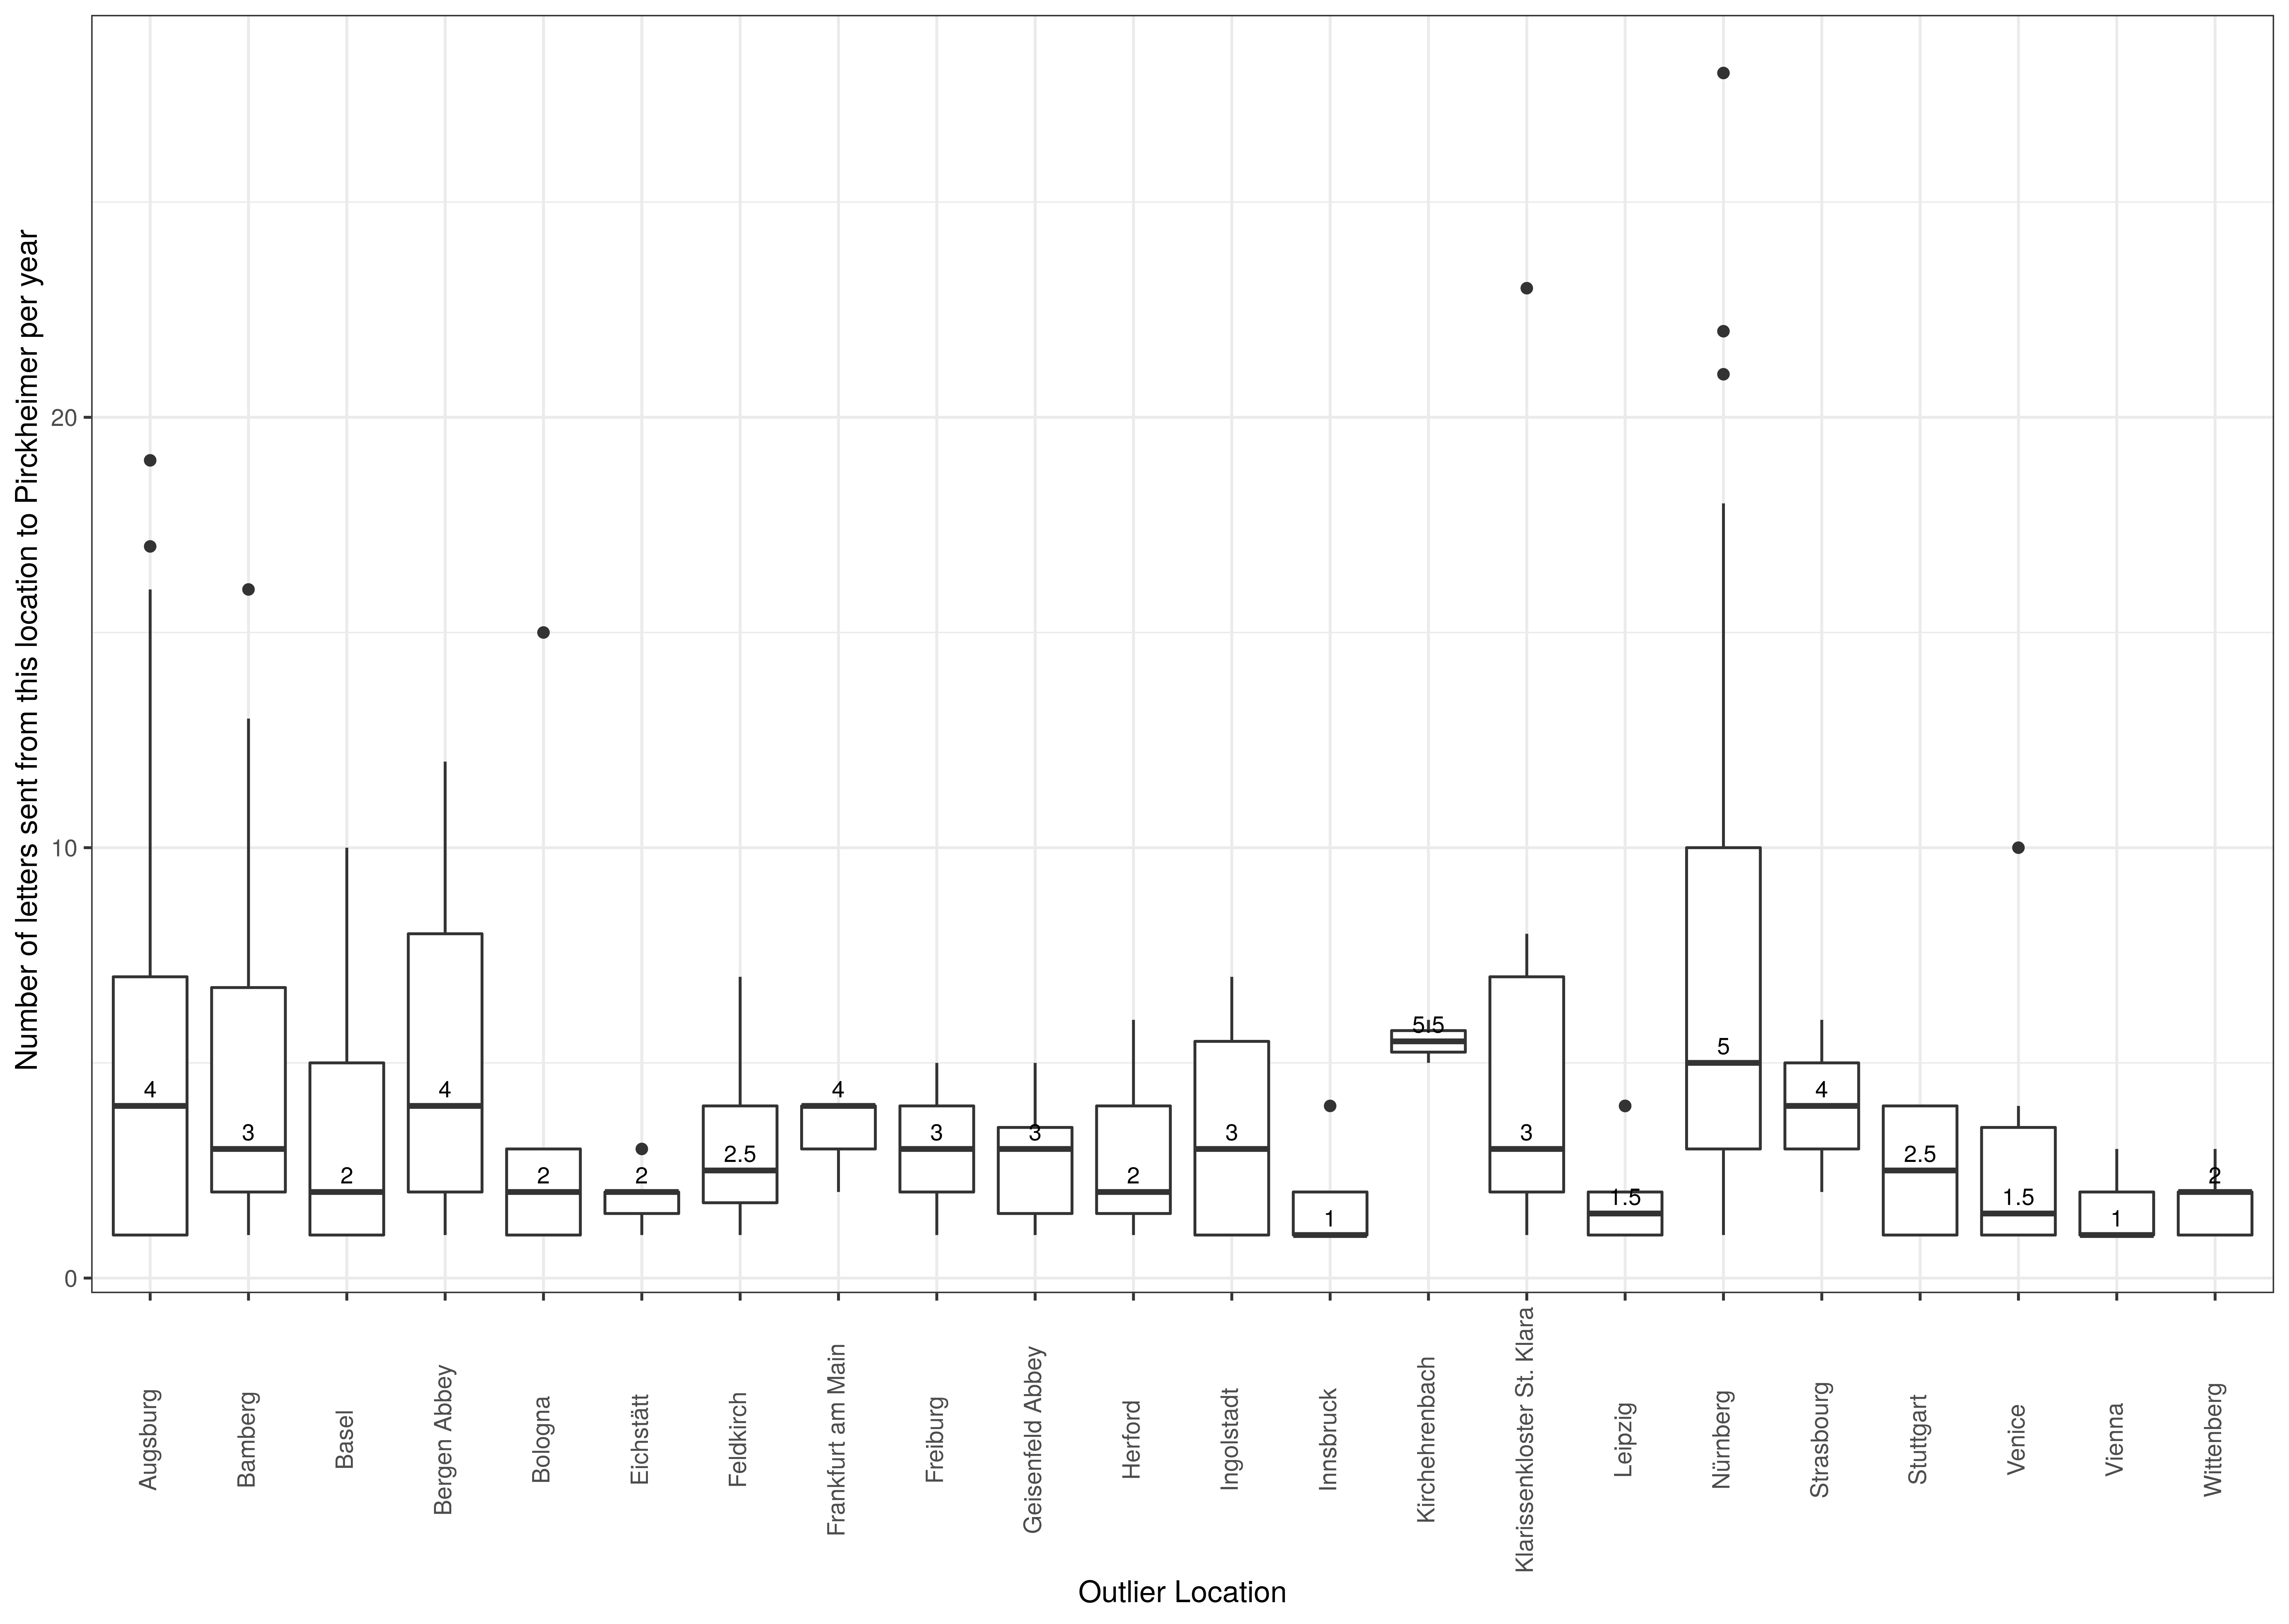 Number of letters sent from this location to Pirckheimer per year
20
10
0
4
3
2
4
2
2
2.5
4
3
3
2
3
1
5.5
3
1.5
5
4
2.5
1.5
1
2
Augsburg
Bamberg
Basel
Bergen Abbey
Bologna
Eichstätt
Feldkirch
Frankfurt am Main
Freiburg
Geisenfeld Abbey
Herford
Ingolstadt
Innsbruck
Kirchehrenbach
Klarissenkloster St. Klara
Leipzig
Nürnberg
Strasbourg
Stuttgart
Venice
Vienna
Wittenberg
Outlier Location